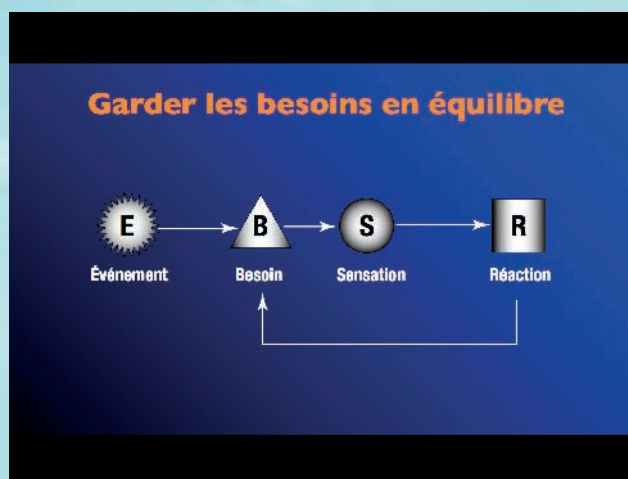 Garder les besoins en équilibre
E B S R
Événement Besoin Sensation Réaction